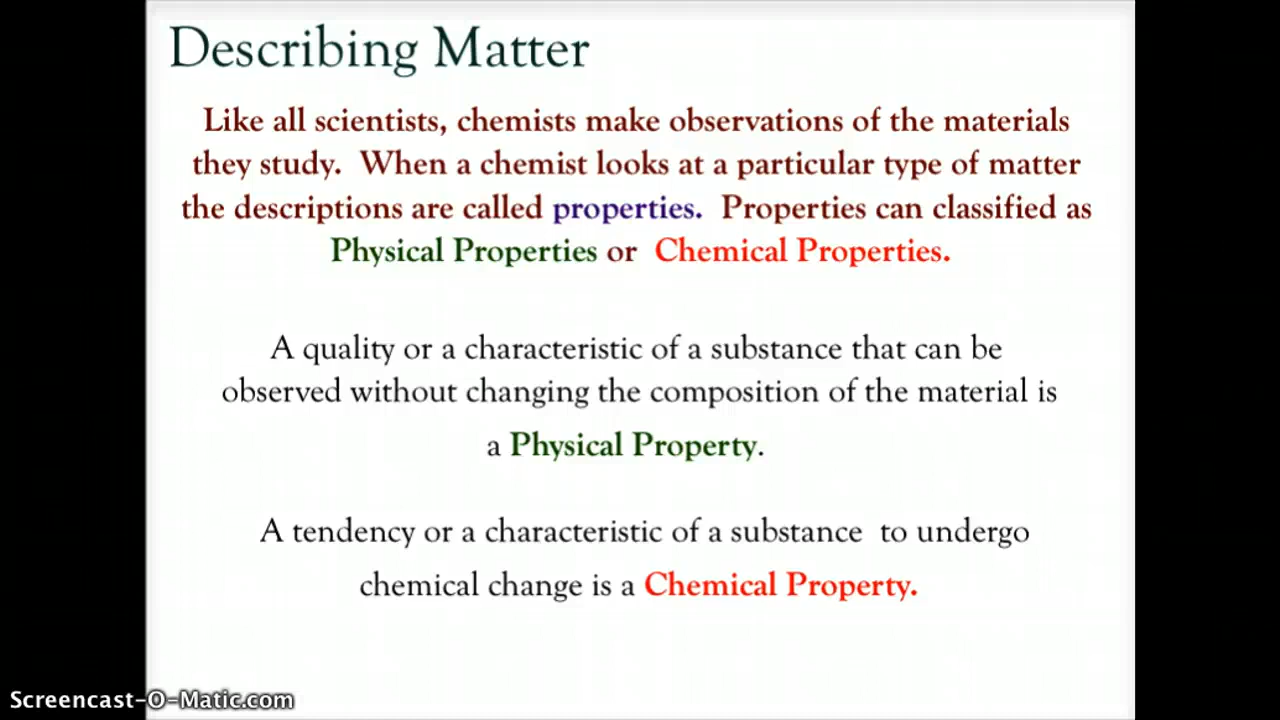 Describing Matter
Like all scientists, chemists make observations of the materials
they study. When a chemist looks at a particular type of matter
the descriptions are called properties. Properties can classified as
Physical Properties or Chemical Properties.
A quality or a characteristic of a substance that can be
observed without changing the composition of the material is
a Physical Property.
A tendency or a characteristic of a substance to undergo
chemical change is a Chemical Property.
Screencast-O-Matic.com